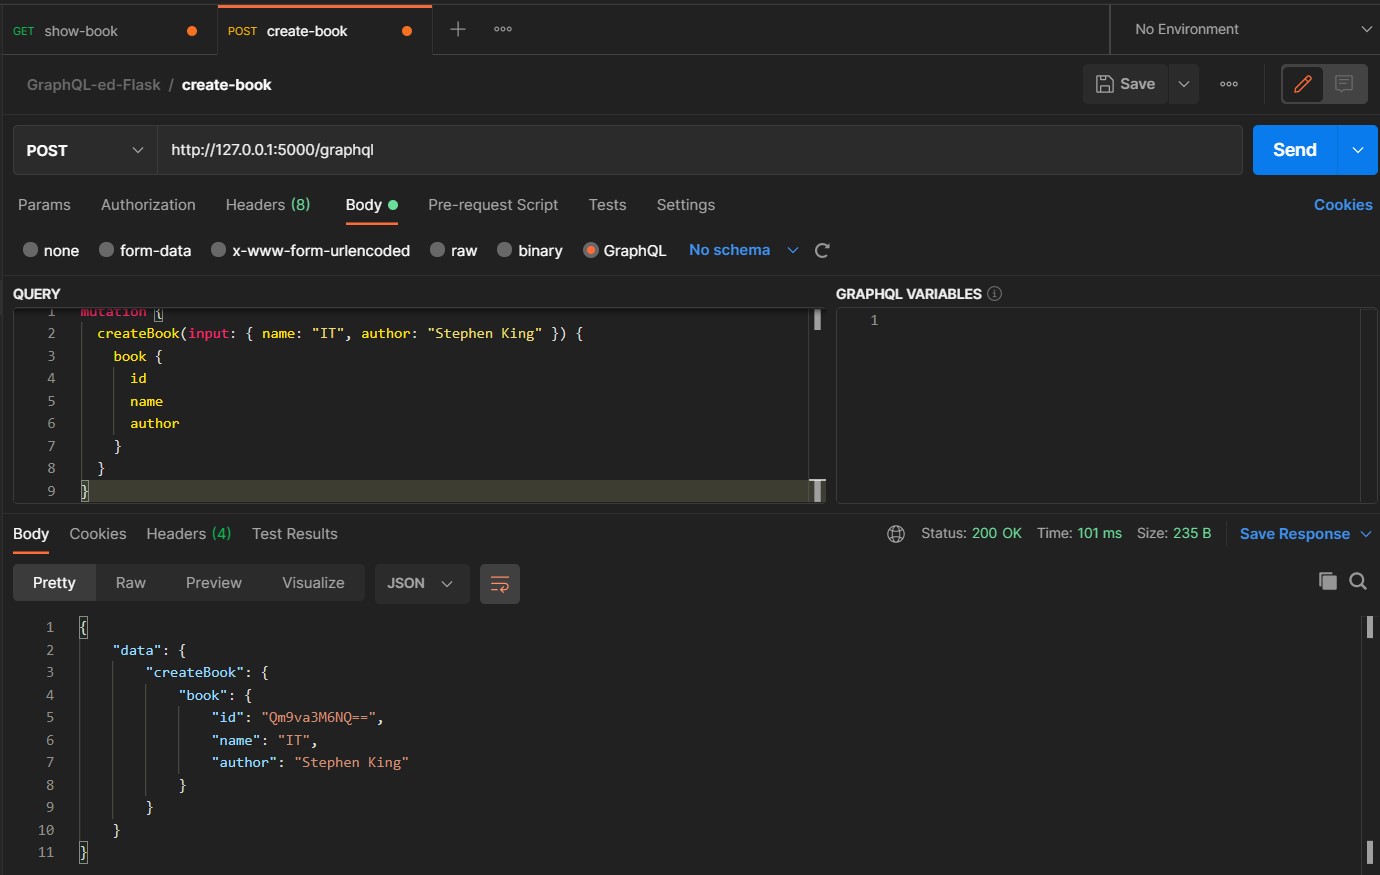 GET show-book POST create-book No Environment
GraphQL-ed-Flask / create-book Save
POST http://127.0.0.1:5000/graphql Send
Params Authorization Headers (8) Body Pre-request Script Tests Settings Cookies
none form-data x-www-form-urlencoded raw binary GraphQL No schema
QUERY GRAPHQL VARIABLES
1 mutation { 1
2 createBook(input: { name: "IT", author: "Stephen King" }) {
3 book {
4 id
5 name
6 author
7 }
8 }
9 }
Body Cookies Headers (4) Test Results Status: 200 OK Time: 101 ms Size: 235 B Save Response
Pretty Raw Preview Visualize JSON
1 {
2 "data": {
3 "createBook": {
4 "book": {
5 "id": "Qm9va3M6NQ==",
6 "name": "IT",
7 "author": "Stephen King"
8 }
9 }
10 }
11 }